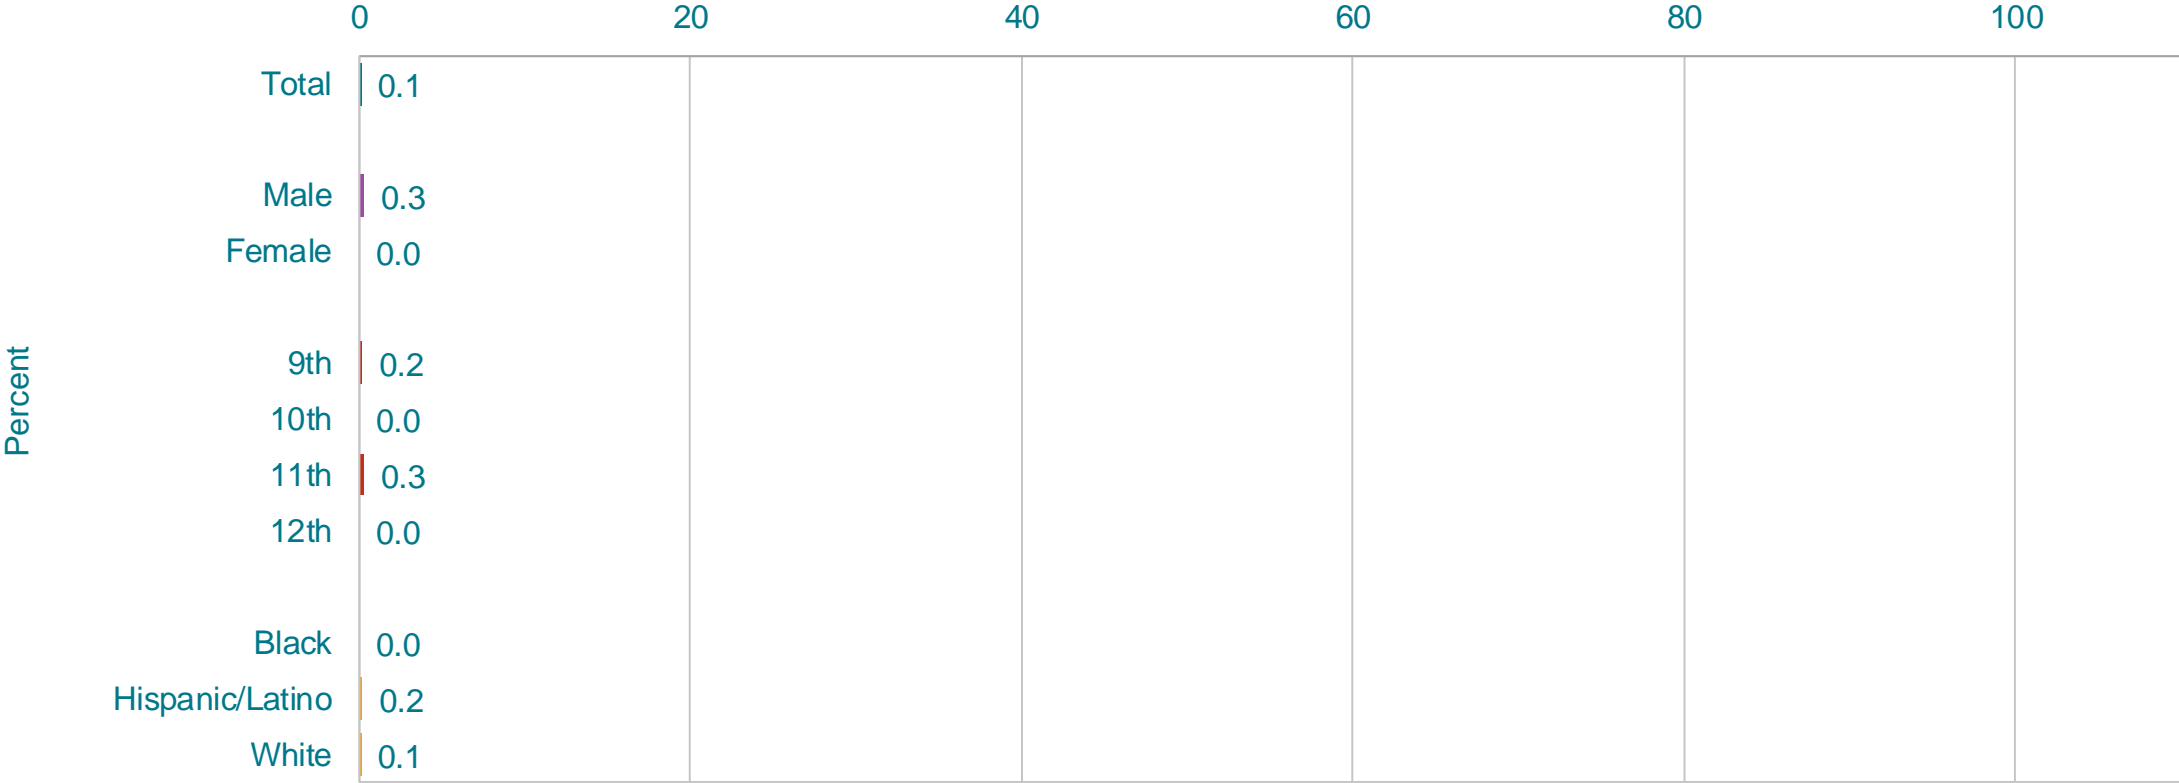 0 20 40 60 80 100
Total 0.1
Male 0.3
Female 0.0
Percent
9th 0.2
10th 0.0
11th 0.3
12th 0.0
Black 0.0
Hispanic/Latino 0.2
White 0.1